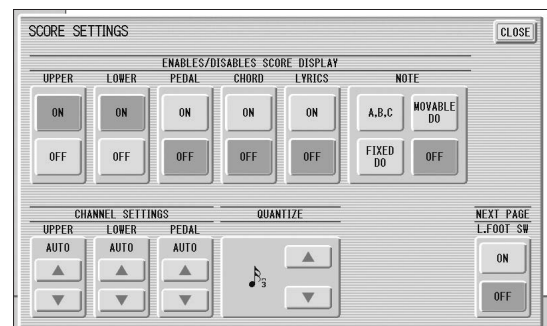 SCORE SETTINGS CLOSE
ENABLES/DISABLES SCORE DISPLAY
UPPER LOWER PEDAL CHORD LYRICS NOTE
ON ON ON ON ON A.B.C MOVABLE DO
OFF OFF OFF OFF OFF FIXED DO OFF
CHANNEL SETTINGS QUANTIZE NEXT PAGE
UPPER LOWER PEDAL L.FOOT SW
AUTO AUTO AUTO
3
ON
OFF